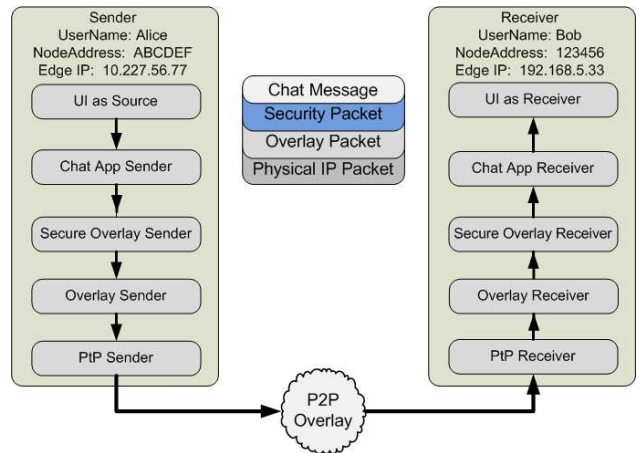 Sender
UserName: Alice
NodeAddress: ABCDEF
Edge IP: 10.227.56.77
UI as Source
Chat App Sender
Secure Overlay Sender
Overlay Sender
PtP Sender
Chat Message
Security Packet
Overlay Packet
Physical IP Packet
P2P
Overlay
Receiver
UserName: Bob
NodeAddress: 123456
Edge IP: 192.168.5.33
UI as Receiver
Chat App Receiver
Secure Overlay Receiver
Overlay Receiver
PtP Receiver